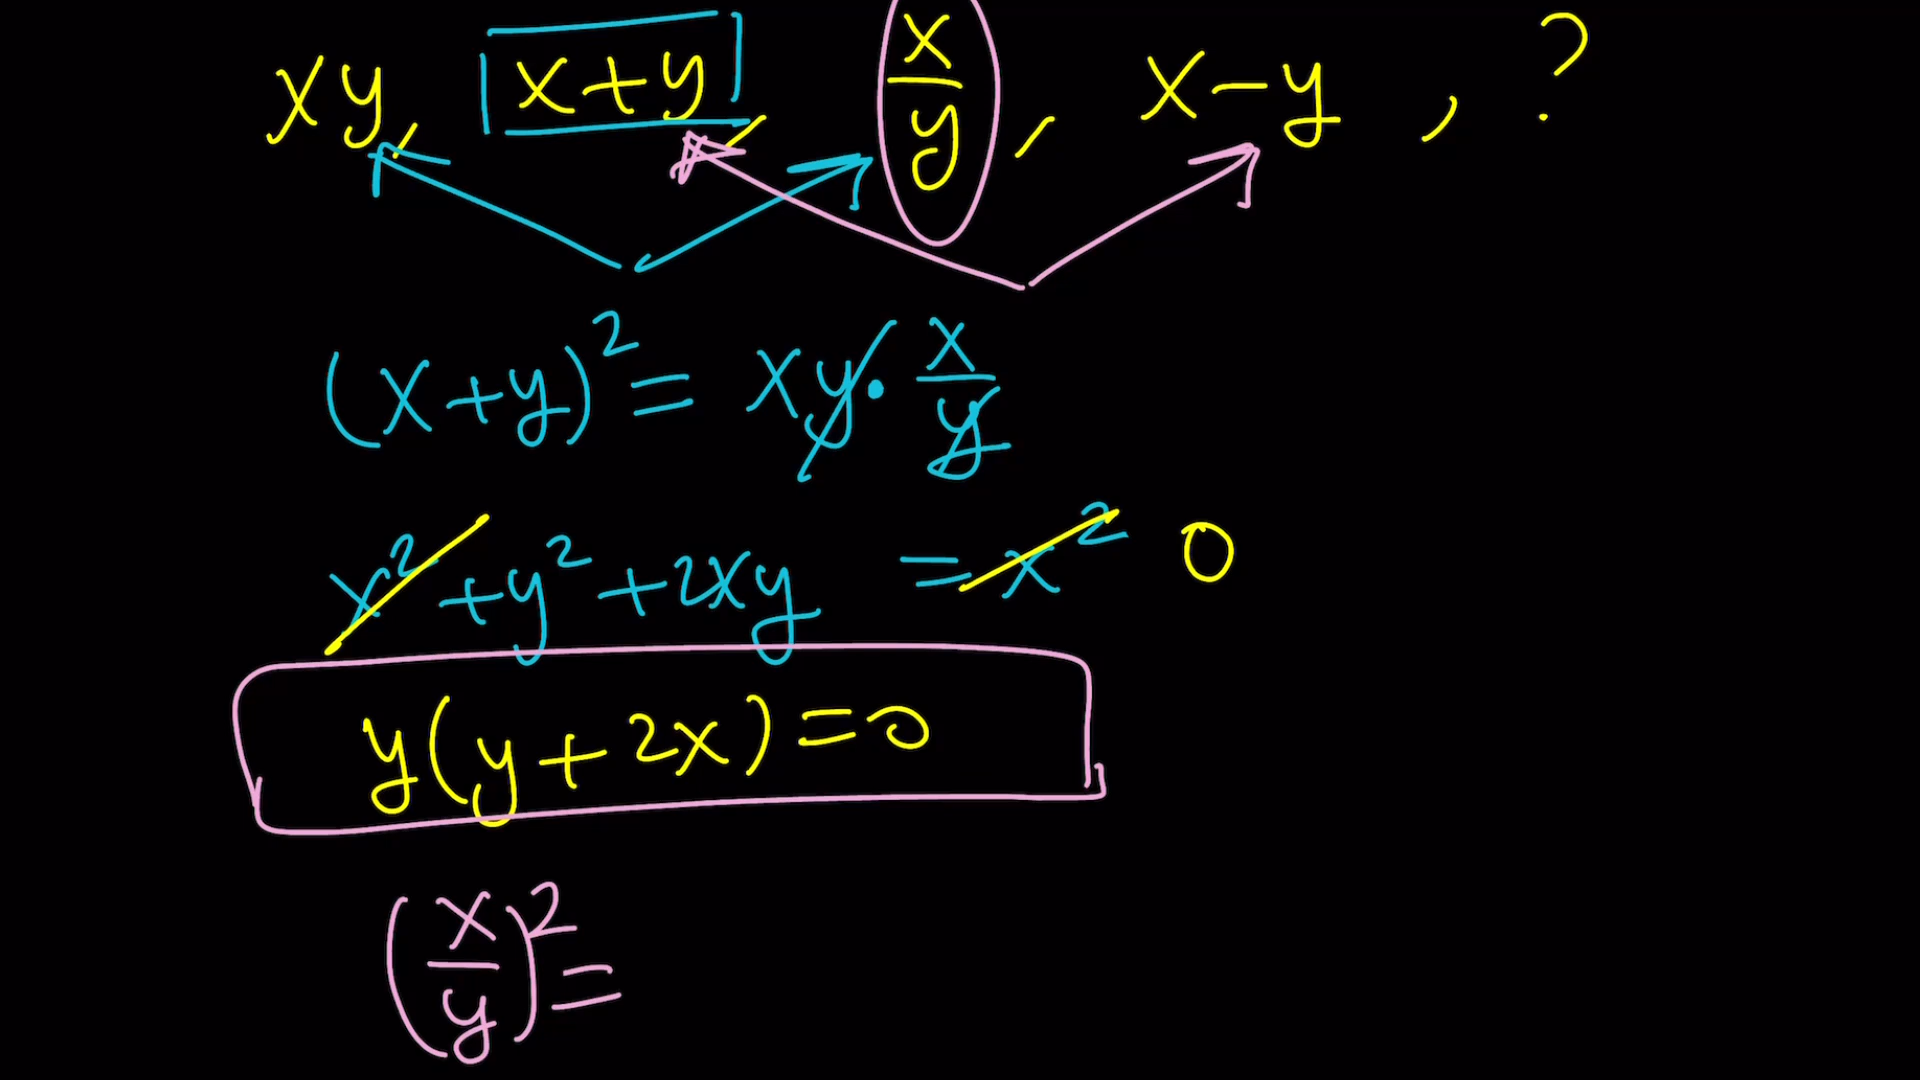 xy, x+y, x/y, x-y, ?
(x+y)² = xy · x/y
x² + y² + 2xy = x² 0
y(y+2x)=0
(x/y)² =